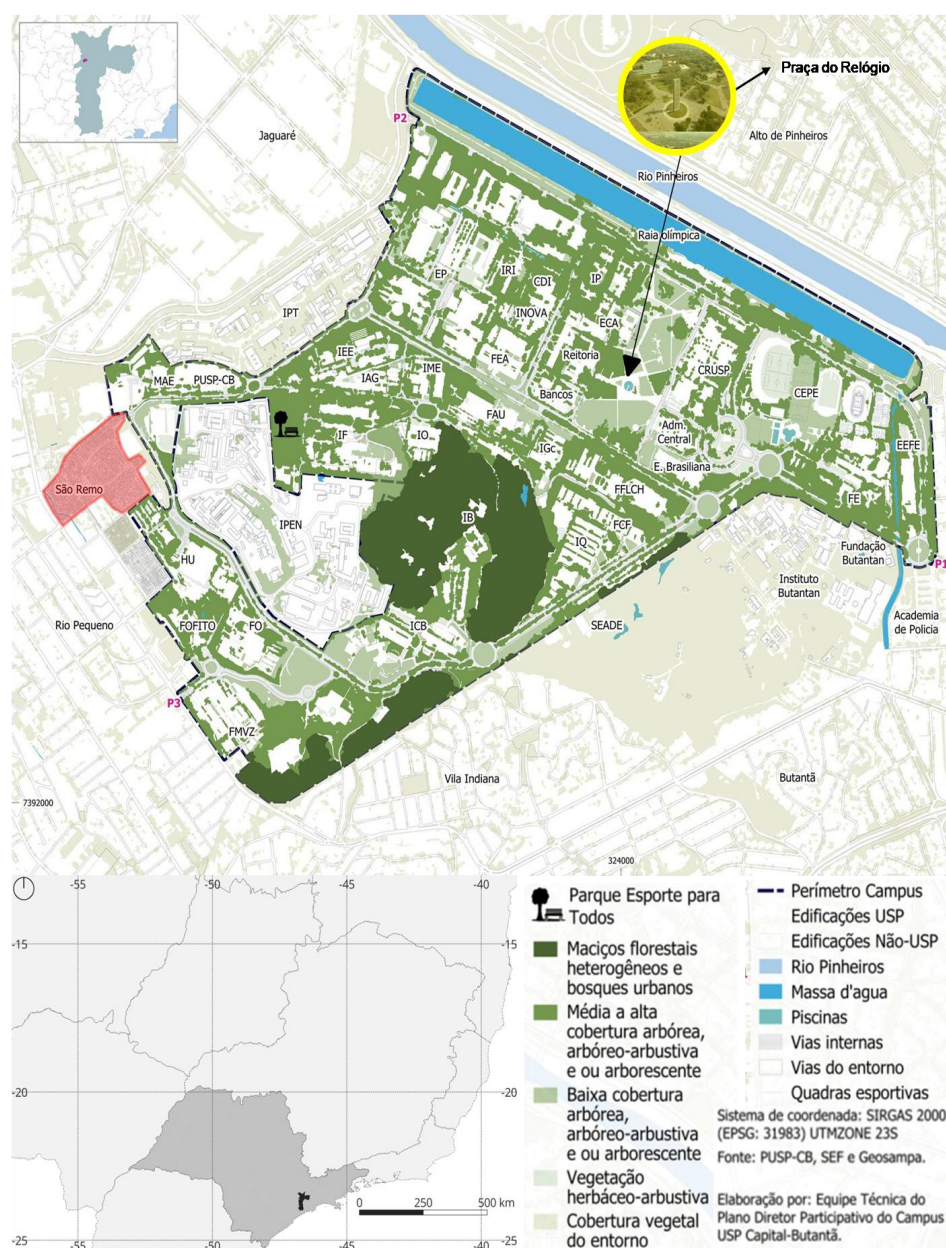 Praça do Relógio
P2
Jaguaré
Alto de Pinheiros
Rio Pinheiros
Raia olímpica
EP
IRI
CDI
IP
INOVA
ECA
IPT
Reitoria
CRUSP
IEE
FEA
CEPE
MAE
PUSP-CB
IAG
IME
Bancos
FAU
Adm.
Central
IF
IO
IGc
EEFE
E. Brasiliana
São Remo
FFLCH
FE
IPEN
IB
FCF
IQ
HU
Fundação
Butantan
P1
Instituto
Butantan
Rio Pequeno
FOFITO
FO
ICB
SEADE
Academia
de Policia
P3
FMVZ
Vila Indiana
Butantã
7392000
324000
-55
-50
-45
-40
-15
-15
-20
-20
-25
-25
0
250
500 km
-55
-50
-45
-40
Parque Esporte para
Todos
Maciços florestais
heterogêneos e
bosques urbanos
Média a alta
cobertura arbórea,
arbóreo-arbustiva
e ou arborescente
Baixa cobertura
arbórea,
arbóreo-arbustiva
e ou arborescente
Vegetação
herbáceo-arbustiva
Cobertura vegetal
do entorno
Perímetro Campus
Edificações USP
Edificações Não-USP
Rio Pinheiros
Massa d'agua
Piscinas
Vias internas
Vias do entorno
Quadras esportivas
Sistema de coordenada: SIRGAS 2000
(EPSG: 31983) UTMZONE 23S
Fonte: PUSP-CB, SEF e Geosampa.
Elaboração por: Equipe Técnica do
Plano Diretor Participativo do Campus
USP Capital-Butantã.